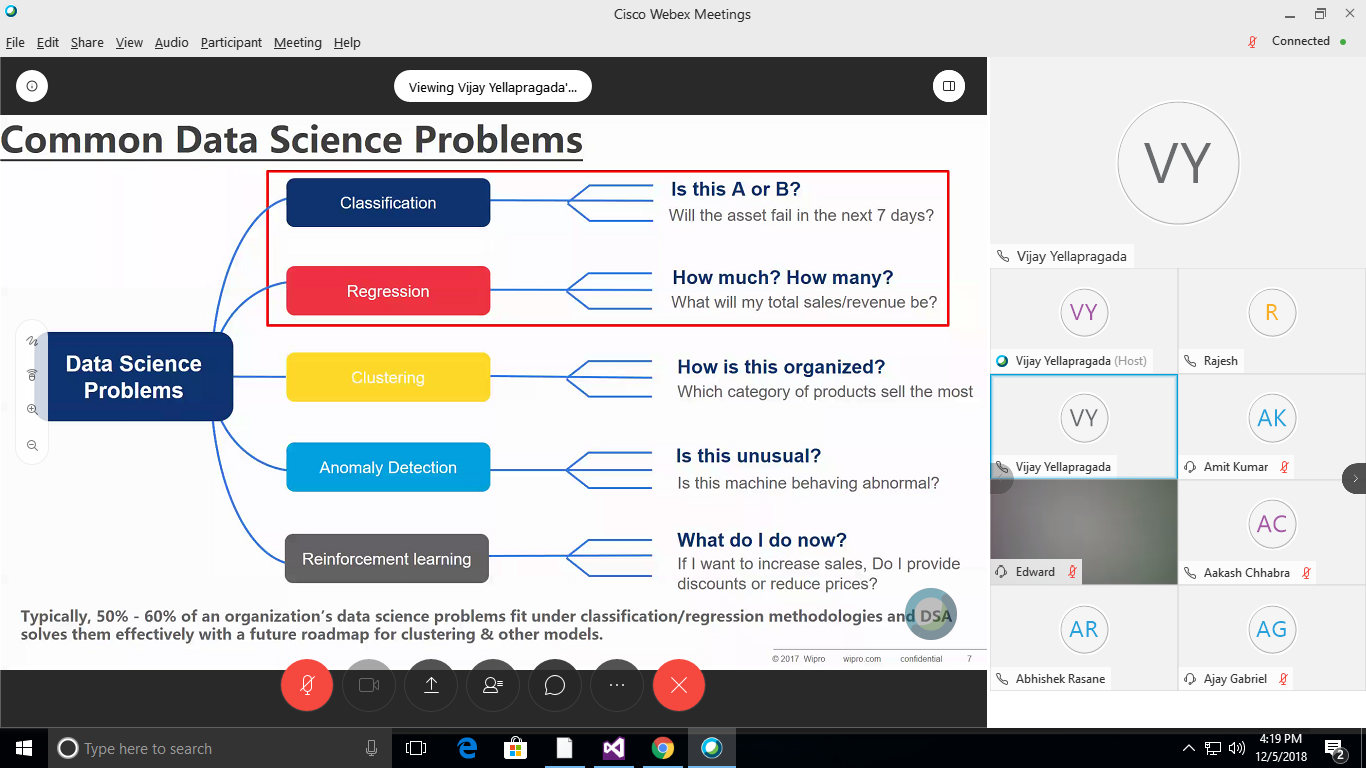 Cisco Webex Meetings
File Edit Share View Audio Participant Meeting Help
Connected
Viewing Vijay Yellapragada'...
Common Data Science Problems
Data Science
Problems
Classification
Is this A or B?
Will the asset fail in the next 7 days?
Regression
How much? How many?
What will my total sales/revenue be?
Clustering
How is this organized?
Which category of products sell the most
Anomaly Detection
Is this unusual?
Is this machine behaving abnormal?
Reinforcement learning
What do I do now?
If I want to increase sales, Do I provide
discounts or reduce prices?
Typically, 50% - 60% of an organization's data science problems fit under classification/regression methodologies and DSA
solves them effectively with a future roadmap for clustering & other models.
© 2017 Wipro wipro.com confidential 7
VY
Vijay Yellapragada
VY
Vijay Yellapragada (Host)
R
Rajesh
VY
Vijay Yellapragada
AK
Amit Kumar
Edward
AC
Aakash Chhabra
AR
Abhishek Rasane
AG
Ajay Gabriel
Type here to search
4:19 PM
12/5/2018
2